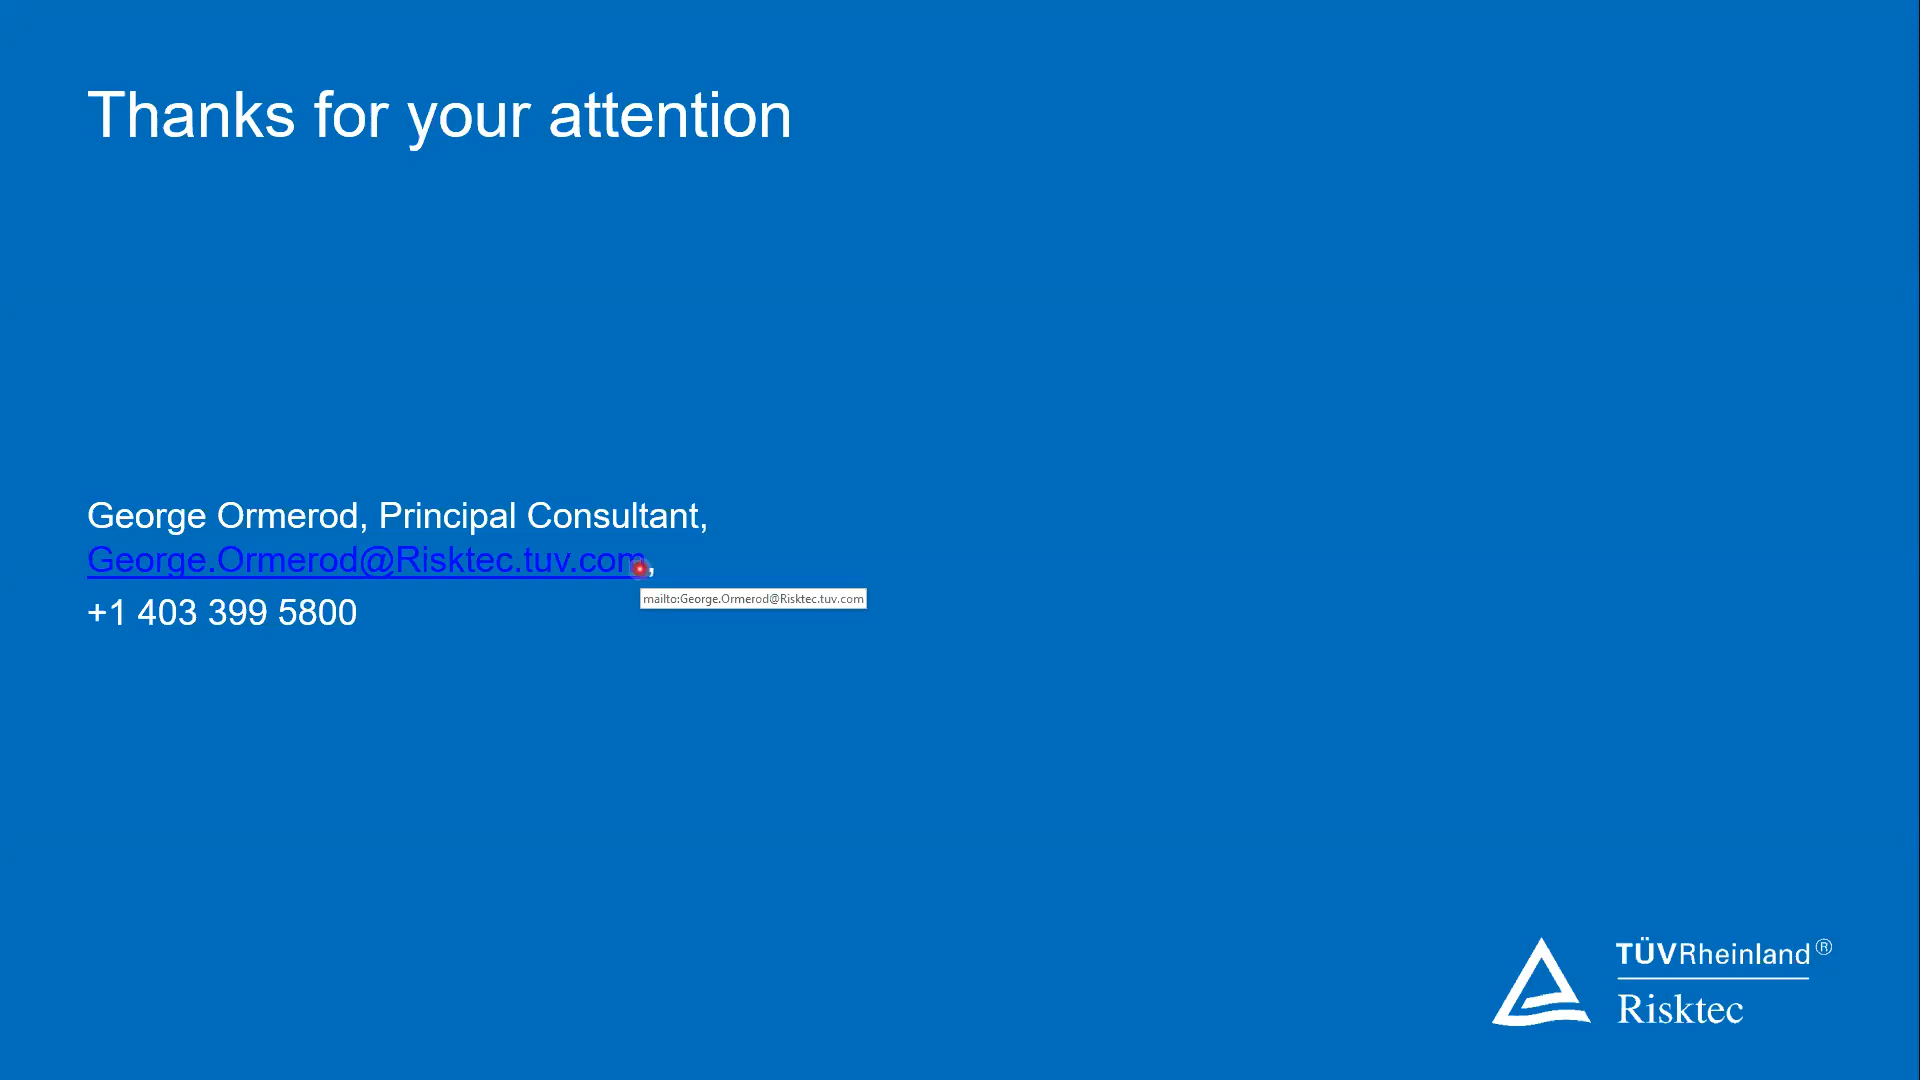 Thanks for your attention
George Ormerod, Principal Consultant,
George.Ormerod@Risktec.tuv.com,
mailto:George.Ormerod@Risktec.tuv.com
+1 403 399 5800
TÜVRheinland®
Risktec